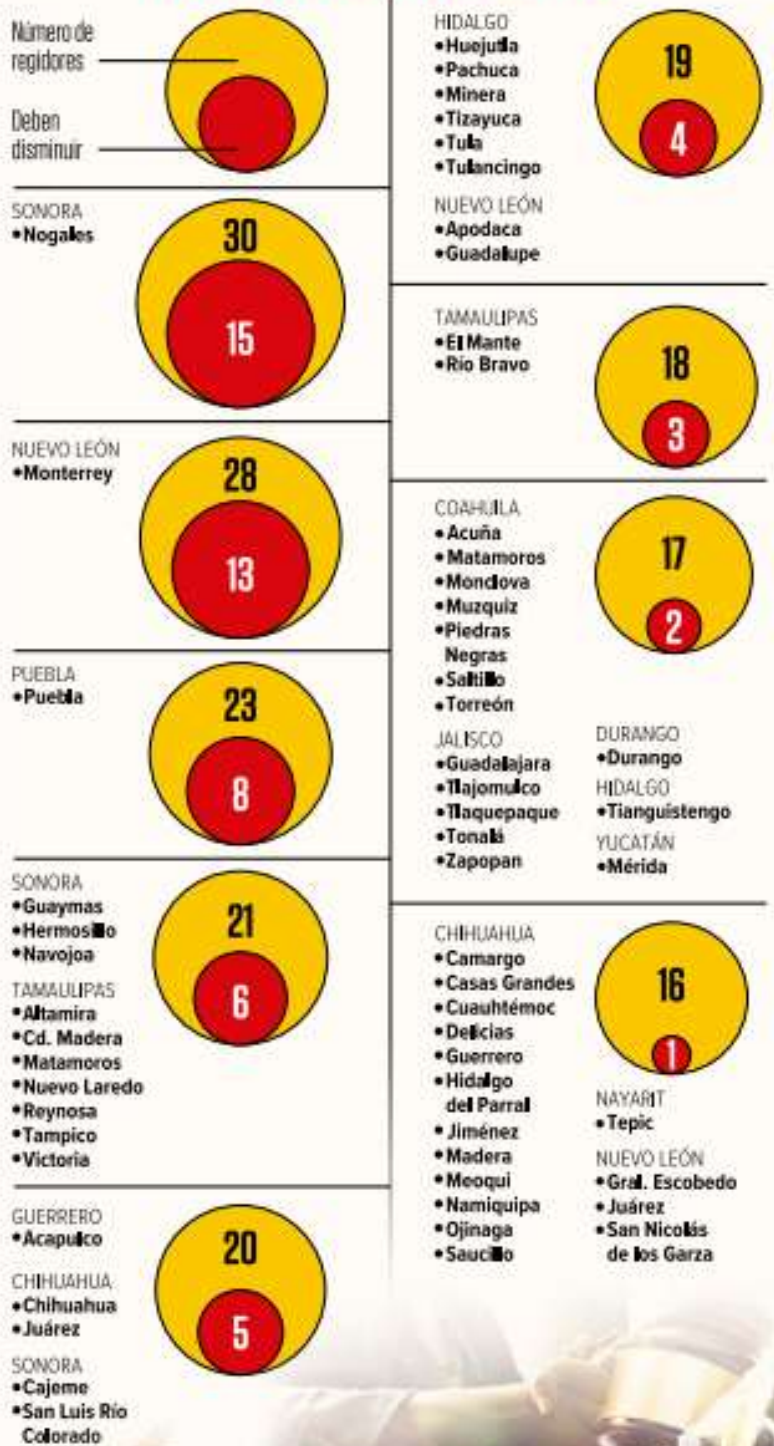 Número de
regidores
Deben
disminuir
SONORA
•Nogales
30
15
NUEVO LEÓN
•Monterrey
28
13
PUEBLA
•Puebla
23
8
SONORA
•Guaymas
•Hermosillo
•Navojoa
21
6
TAMAULIPAS
•Altamira
•Cd. Madera
•Matamoros
•Nuevo Laredo
•Reynosa
•Tampico
•Victoria
GUERRERO
•Acapulco
20
5
CHIHUAHUA
•Chihuahua
•Juárez
SONORA
•Cajeme
•San Luis Río
Colorado
HIDALGO
•Huejutla
•Pachuca
•Minera
•Tizayuca
•Tula
•Tulancingo
19
4
NUEVO LEÓN
•Apodaca
•Guadalupe
TAMAULIPAS
•El Mante
•Río Bravo
18
3
COAHUILA
•Acuña
•Matamoros
•Monclova
•Muzquiz
•Piedras
Negras
•Saltillo
•Torreón
17
2
JALISCO
•Guadalajara
•Tlajomulco
•Tlaquepaque
•Tonalá
•Zapopan
DURANGO
•Durango
HIDALGO
•Tianguistengo
YUCATÁN
•Mérida
CHIHUAHUA
•Camargo
•Casas Grandes
•Cuauhtémoc
•Delicias
•Guerrero
•Hidalgo
del Parral
•Jiménez
•Madera
•Meoqui
•Namiquipa
•Ojinaga
•Saucillo
16
1
NAYARIT
•Tepic
NUEVO LEÓN
•Gral. Escobedo
•Juárez
•San Nicolás
de los Garza